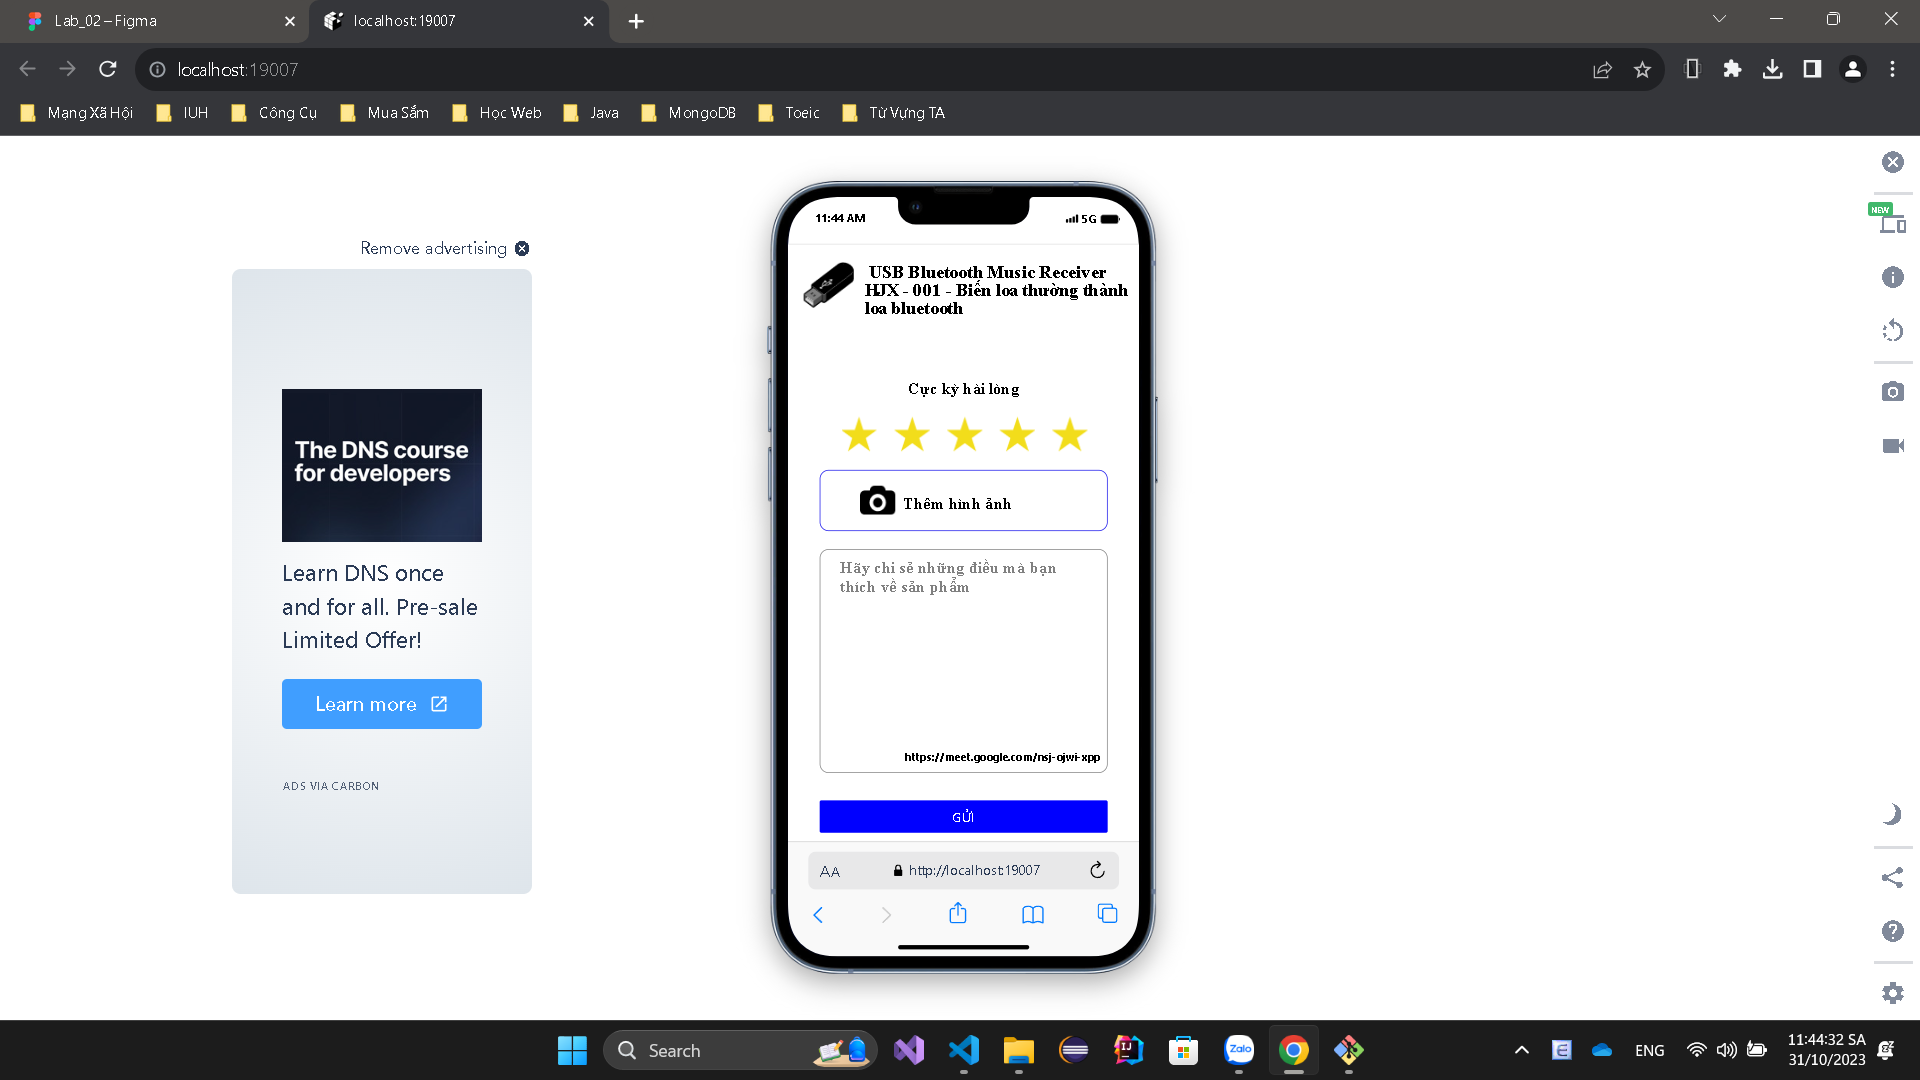 Lab_02 – Figma
localhost:19007
localhost:19007
Mạng Xã Hội
IUH
Công Cụ
Mua Sắm
Học Web
Java
MongoDB
Toeic
Từ Vựng TA
Remove advertising
The DNS course
for developers
Learn DNS once
and for all. Pre-sale
Limited Offer!
Learn more
ADS VIA CARBON
11:44 AM
5G
USB Bluetooth Music Receiver
HJX - 001 - Biến loa thường thành
loa bluetooth
Cực kỳ hài lòng
Thêm hình ảnh
Hãy chi sẻ những điều mà bạn
thích về sản phẩm
https://meet.google.com/nsj-ojwi-xpp
GỬI
AA
http://localhost:19007
NEW
Search
IJ
Zalo
ENG
11:44:32 SA
31/10/2023